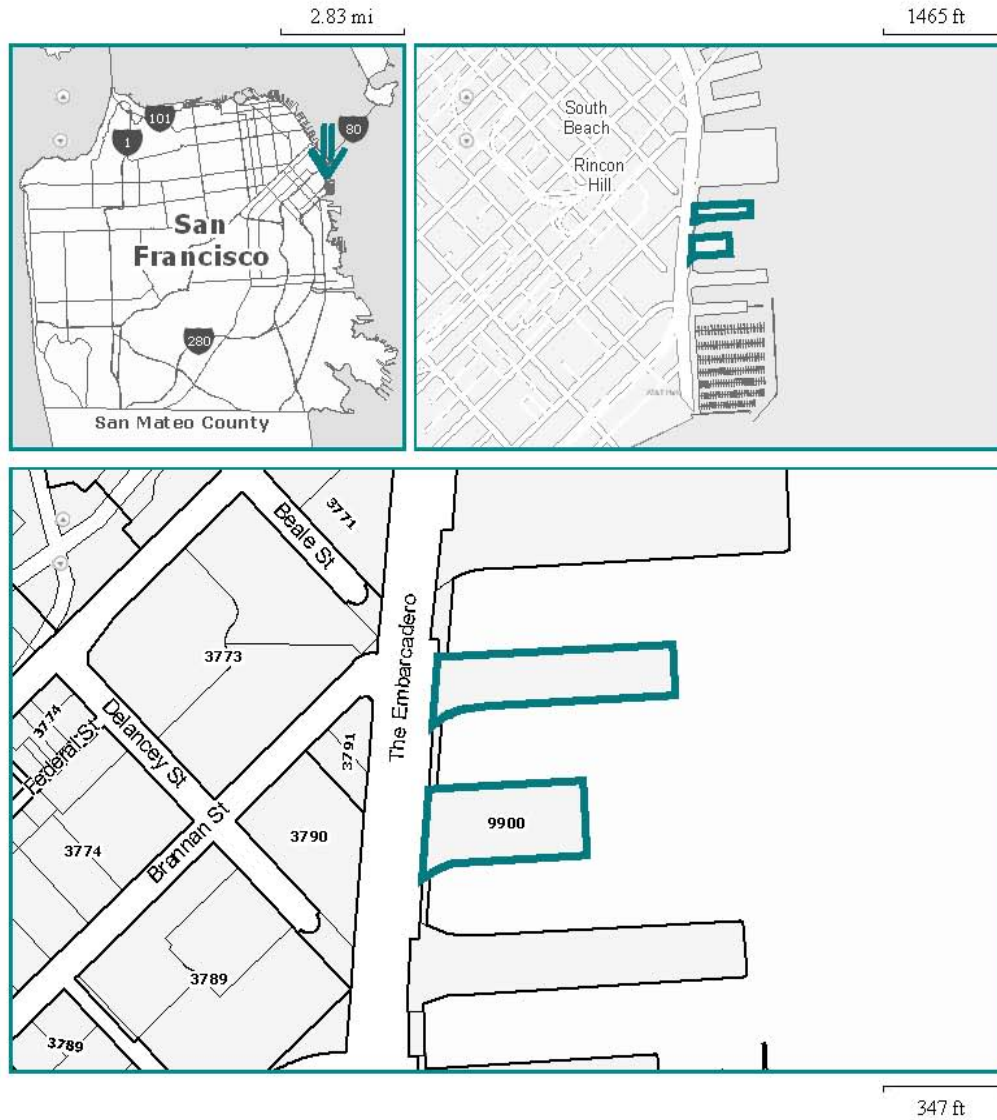 2.83 mi
1465 ft
101
1
80
San
Francisco
280
San Mateo County
South
Beach
Rincon
Hill
AT&T Park
3771
Beale St
The Embarcadero
3773
3774
Federal St
Delancey St
3791
9900
3790
3774
Brannan St
3789
3789
347 ft